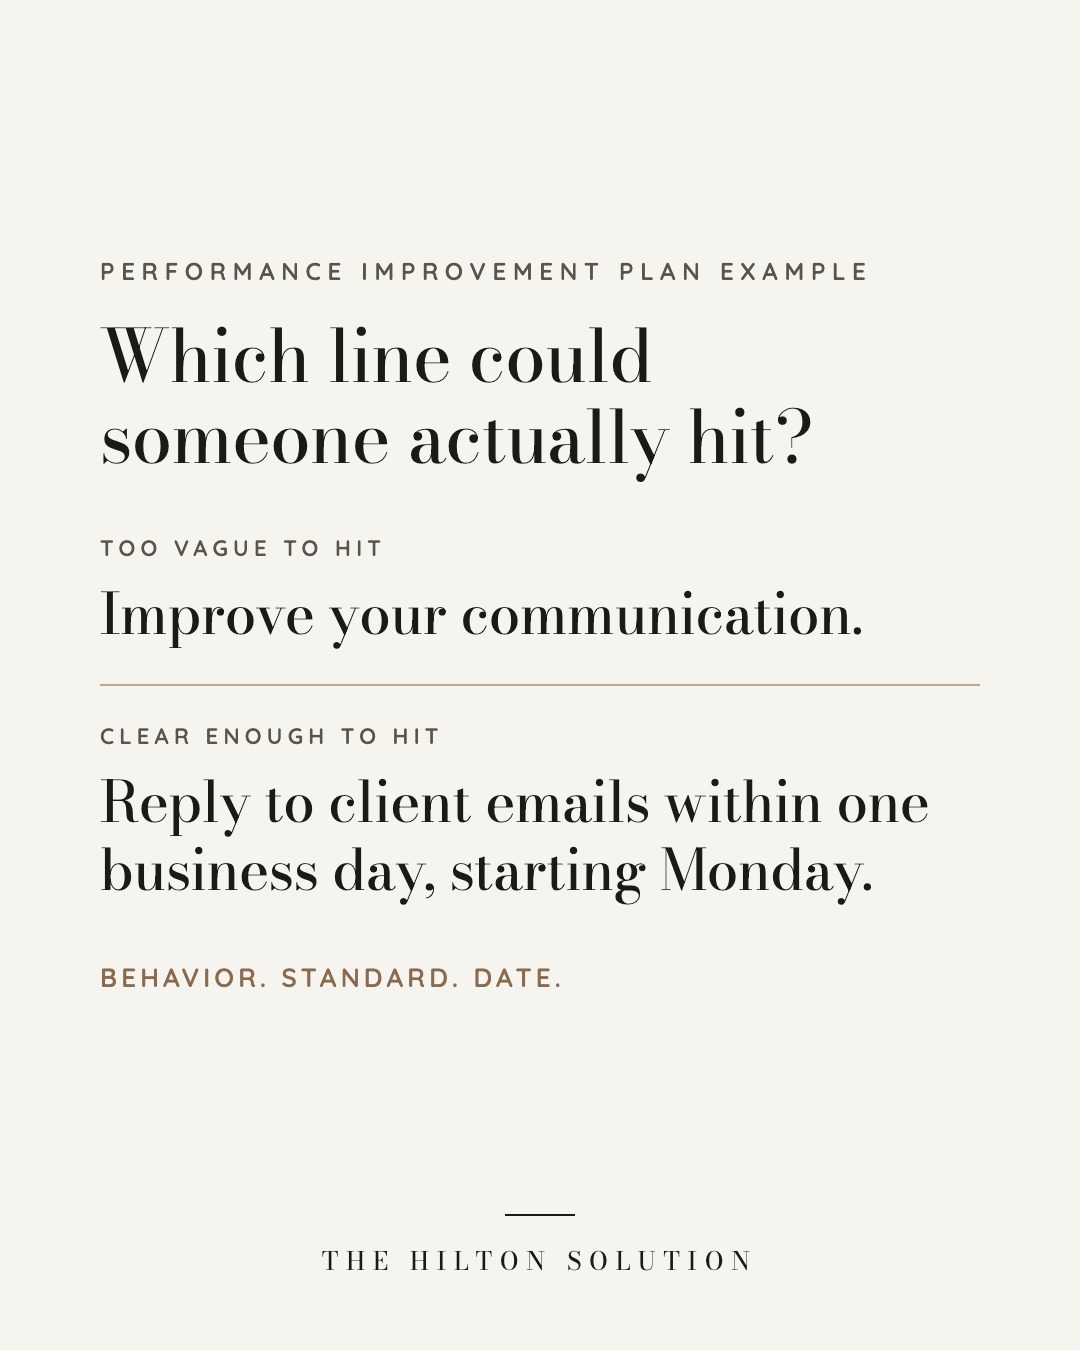 PERFORMANCE IMPROVEMENT PLAN EXAMPLE
Which line could
someone actually hit?
TOO VAGUE TO HIT
Improve your communication.
CLEAR ENOUGH TO HIT
Reply to client emails within one
business day, starting Monday.
BEHAVIOR. STANDARD. DATE.
THE HILTON SOLUTION